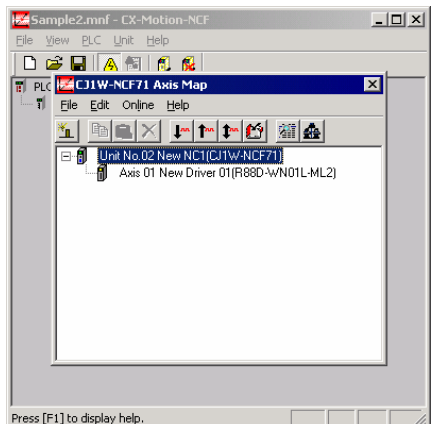 Sample2.mnf - CX-Motion-NCF
File View PLC Unit Help
PLC
CJ1W-NCF71 Axis Map
File Edit Online Help
Unit No.02 New NC1(CJ1W-NCF71)
Axis 01 New Driver 01(R88D-WN01L-ML2)
Press [F1] to display help.